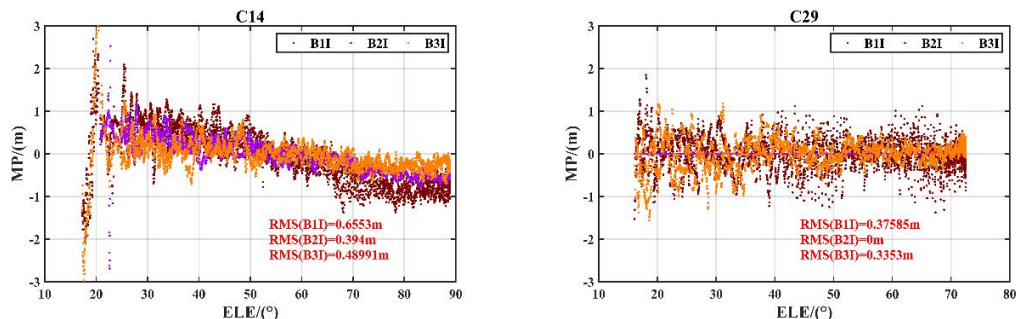 C14
B1I B2I B3I
MP/(m)
3
2
1
0
-1
-2
-3
RMS(B1I)=0.6553m
RMS(B2I)=0.394m
RMS(B3I)=0.48991m
10 20 30 40 50 60 70 80 90
ELE/(°)
C29
B1I B2I B3I
MP/(m)
3
2
1
0
-1
-2
-3
RMS(B1I)=0.37585m
RMS(B2I)=0m
RMS(B3I)=0.3353m
10 20 30 40 50 60 70 80
ELE/(°)